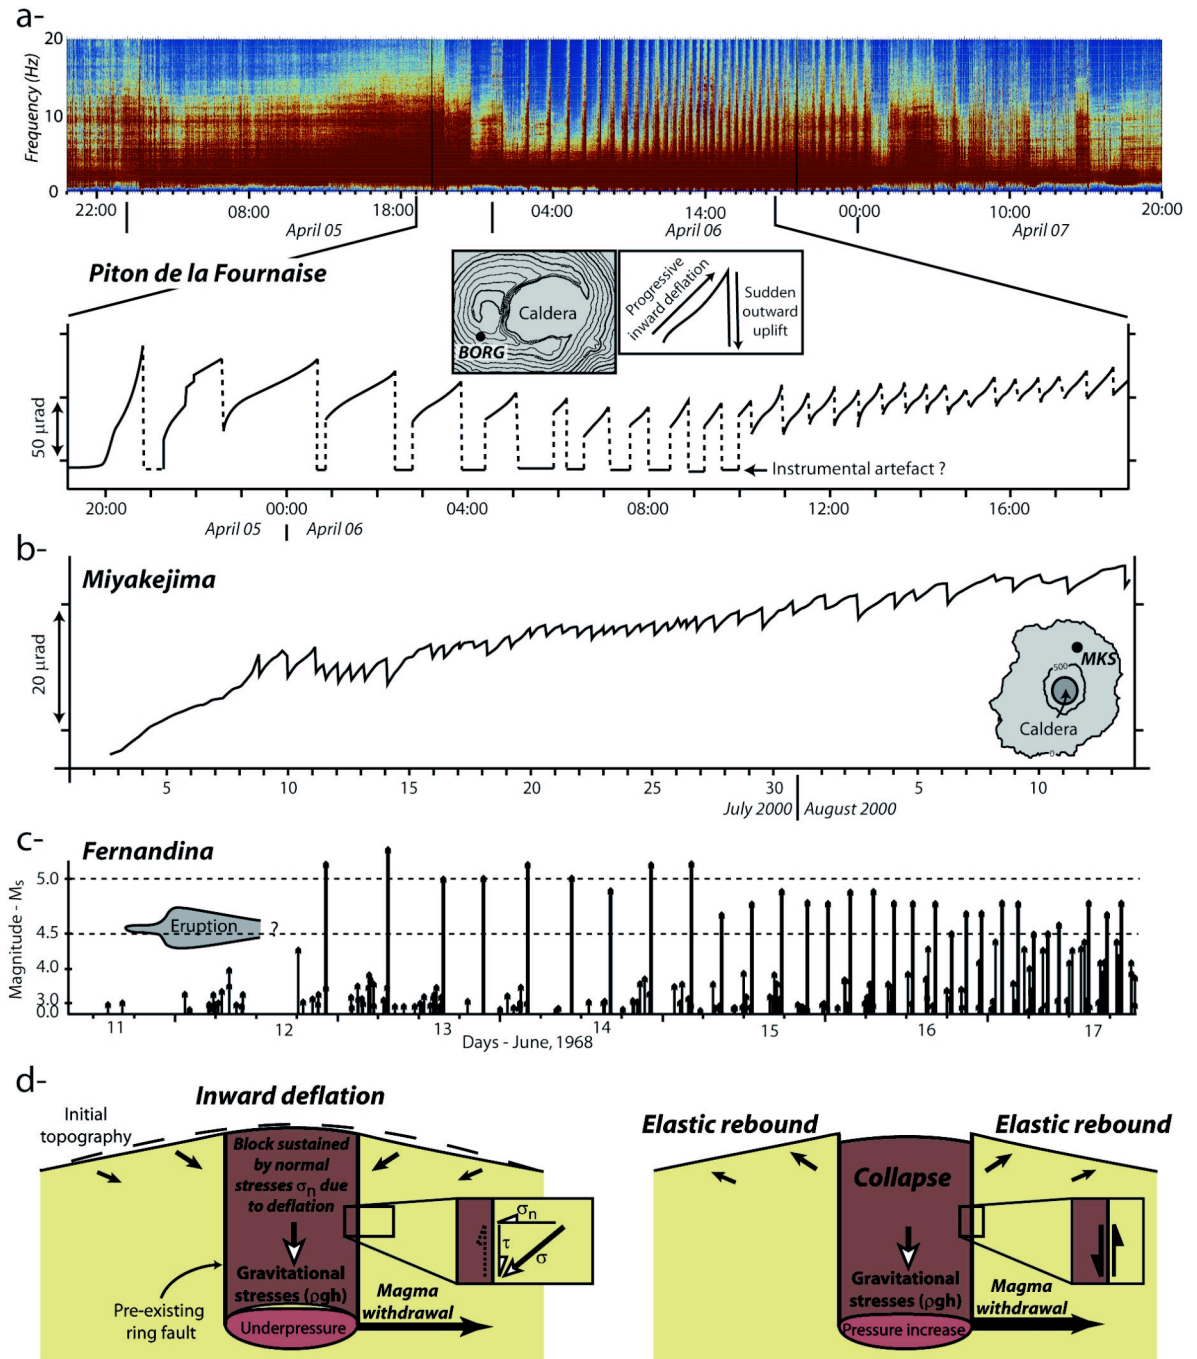 a-
Frequency (Hz)
20
10
0
22:00
08:00
18:00
04:00
14:00
00:00
10:00
20:00
April 05
April 06
April 07
Piton de la Fournaise
Caldera
BORG
Progressive
inward deflation
Sudden
outward
uplift
50 µrad
Instrumental artefact ?
20:00
00:00
04:00
08:00
12:00
16:00
April 05
April 06
b-
Miyakejima
20 µrad
MKS
500
Caldera
0
5
10
15
20
25
30
5
10
July 2000
August 2000
c-
Fernandina
Magnitude - Ms
5.0
4.5
4.0
3.0
0.0
Eruption
?
11
12
13
14
15
16
17
Days - June, 1968
d-
Inward deflation
Initial
topography
Block sustained
by normal
stresses σn due
to deflation
Gravitational
stresses (ρgh)
Underpressure
Pre-existing
ring fault
Magma
withdrawal
σn
τ
σ
Elastic rebound
Elastic rebound
Collapse
Gravitational
stresses (ρgh)
Pressure increase
Magma
withdrawal